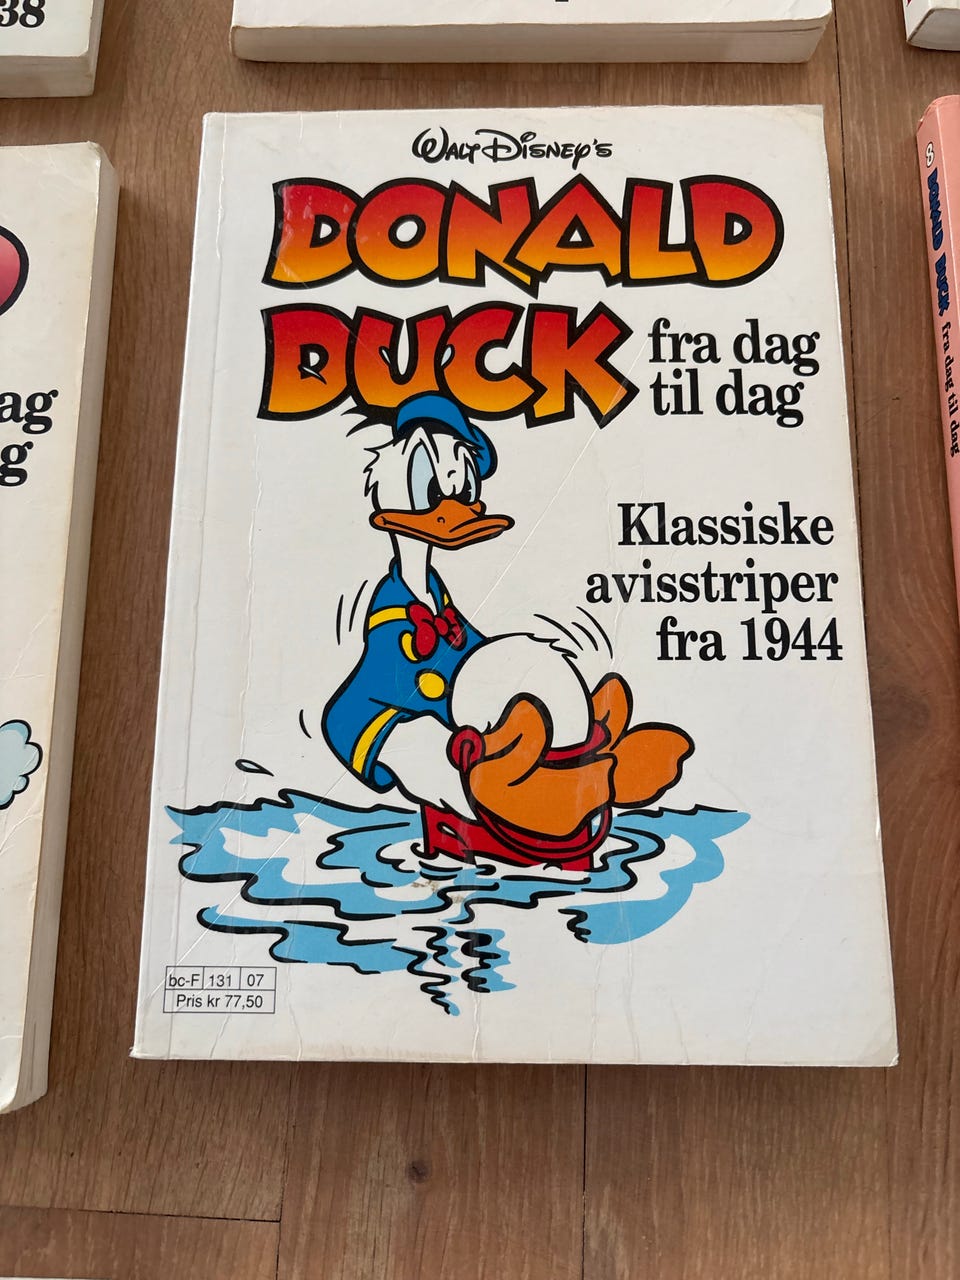 38
WALT DISNEY'S
DONALD
DUCK
fra dag
til dag
Klassiske
avisstriper
fra 1944
bc-F 131 07
Pris kr 77,50
ag
g
8 DONALD DUCK fra dag til dag